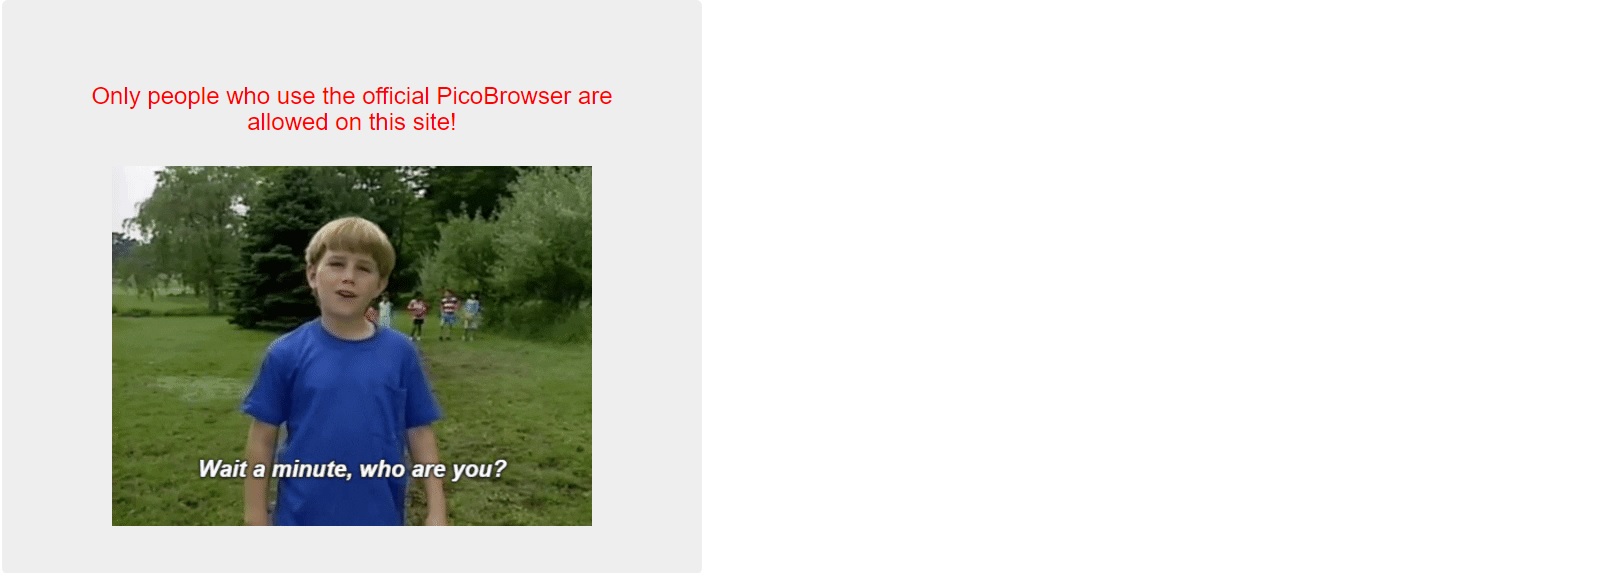 Only people who use the official PicoBrowser are
allowed on this site!
Wait a minute, who are you?